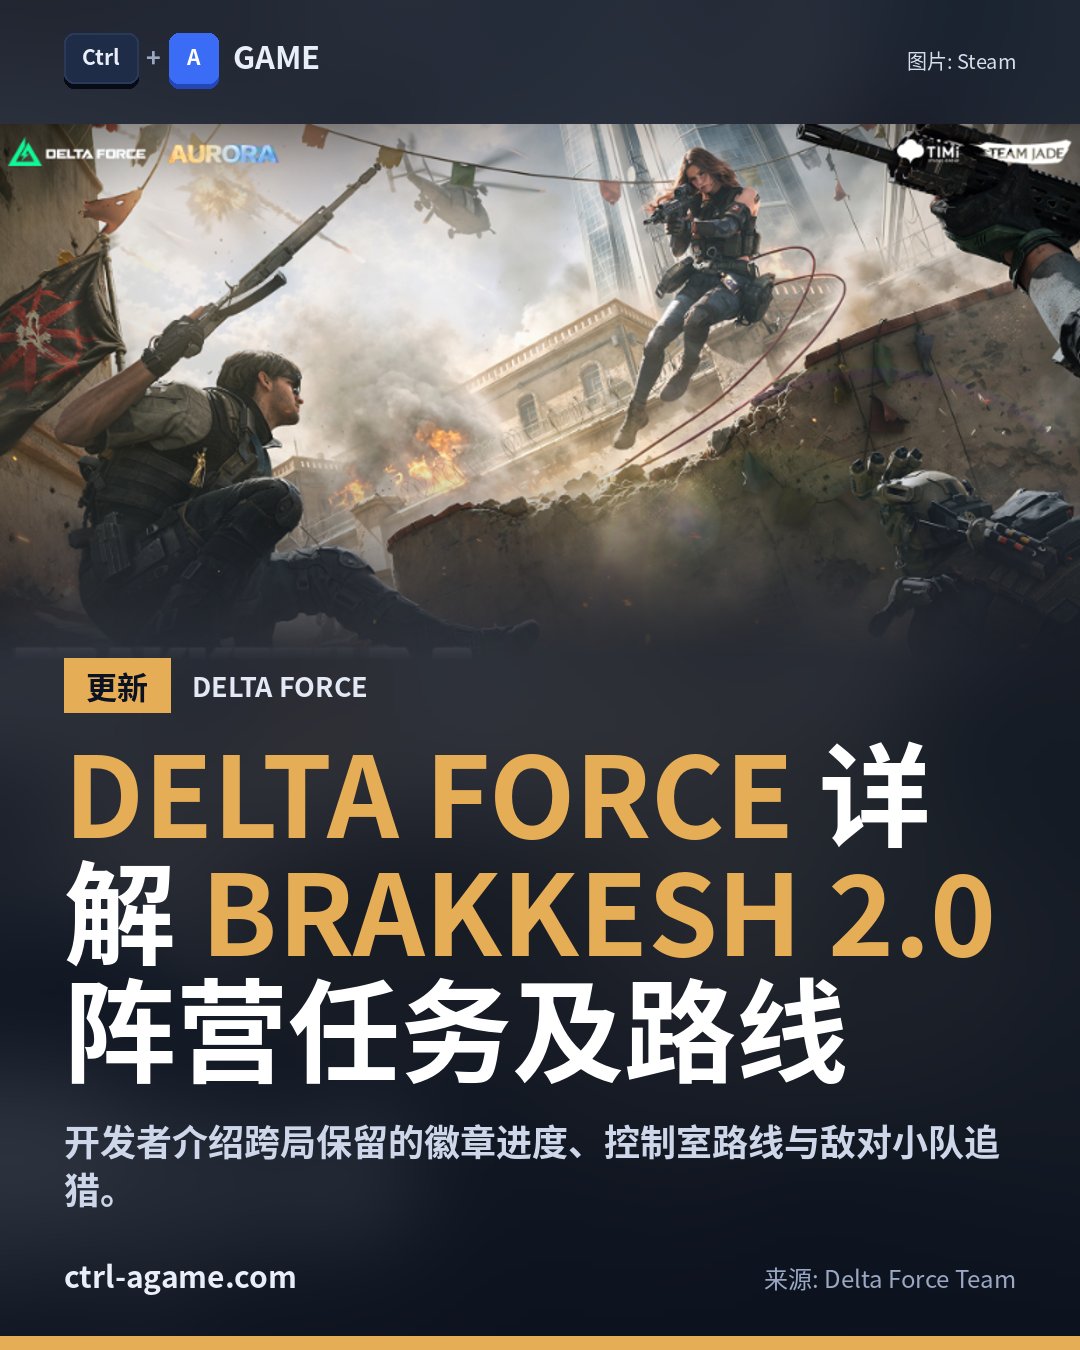 Ctrl + A GAME
图片: Steam
DELTA FORCE AURORA
TiMi TEAM JADE
更新 DELTA FORCE
DELTA FORCE 详
解 BRAKKESH 2.0
阵营任务及路线
开发者介绍跨局保留的徽章进度、控制室路线与敌对小队追
猎。
ctrl-agame.com
来源: Delta Force Team